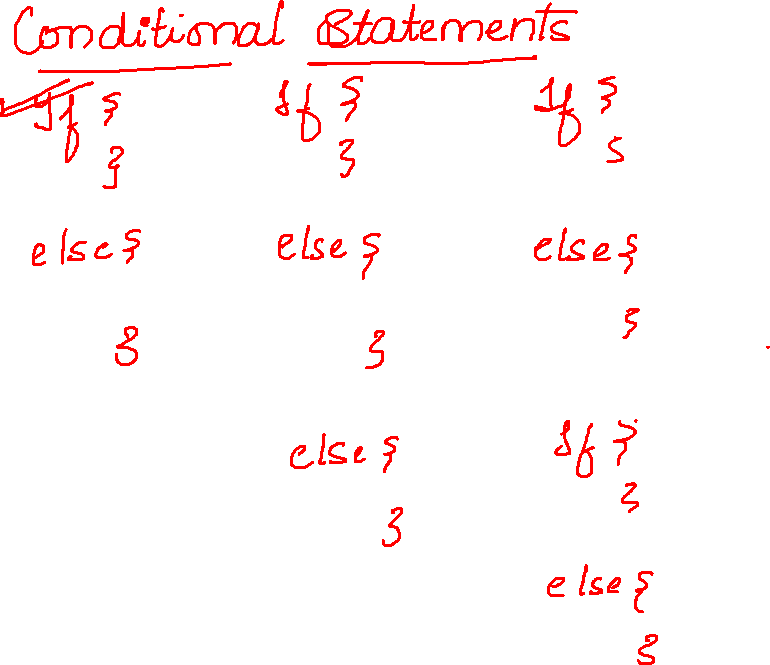 Conditional Statements
If { If { If {
} } }
else{ else{ else{
} } }
else{ If {
} }
else{
}